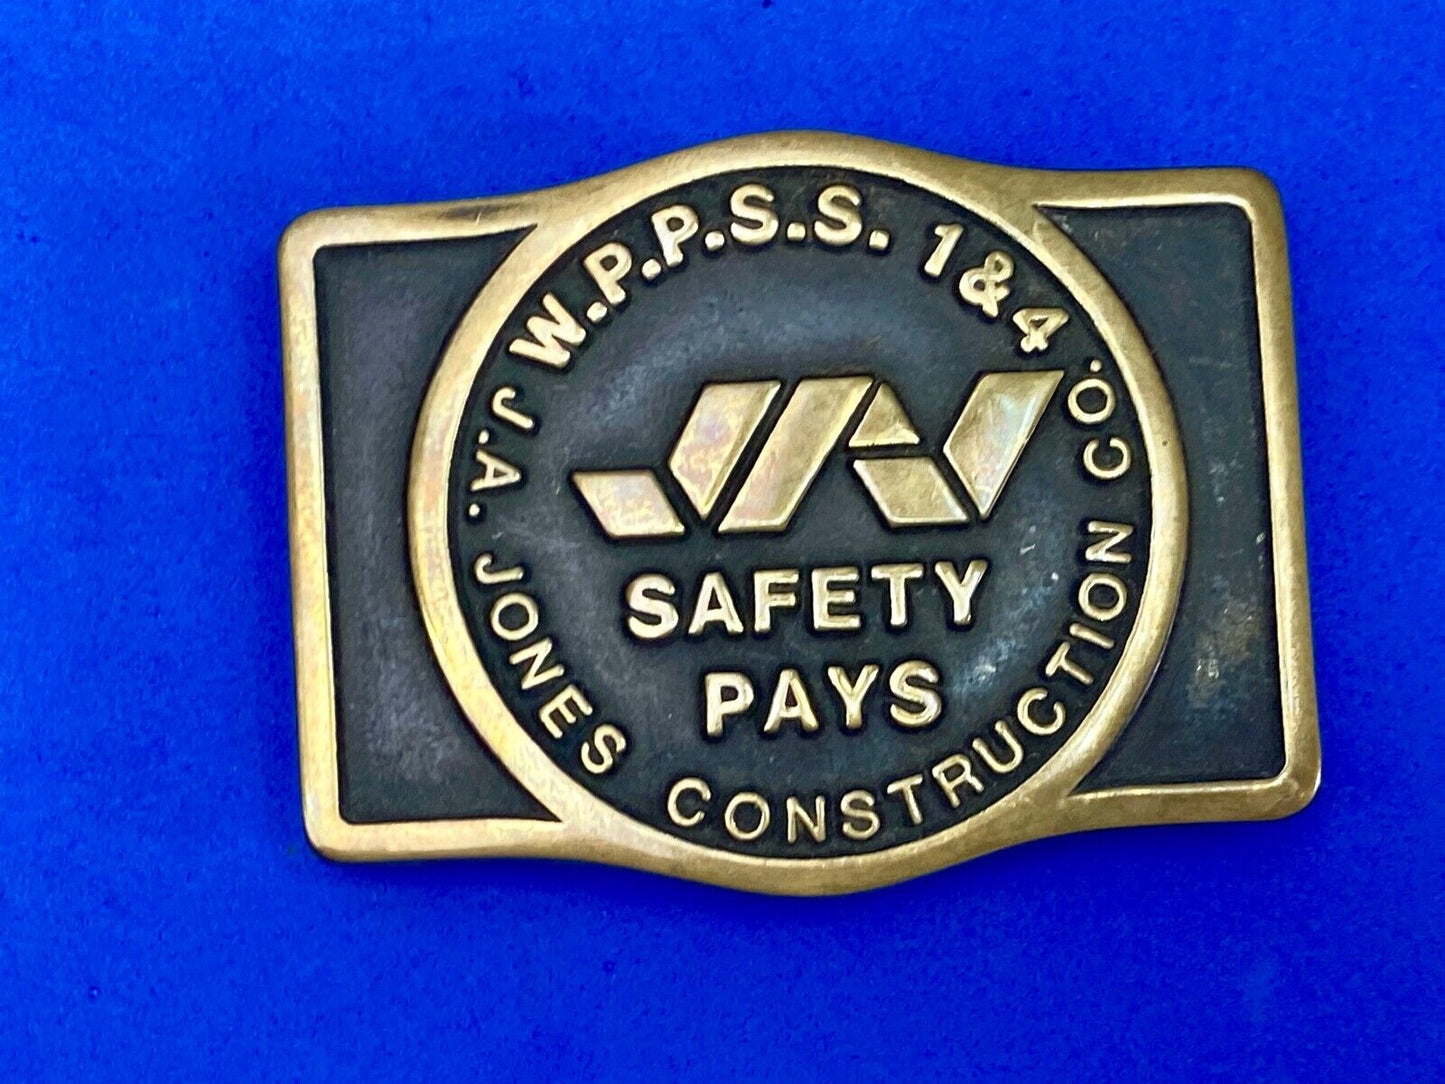 W.P.P.S.S. 1&4
SAFETY
PAYS
J.A. JONES CONSTRUCTION CO.